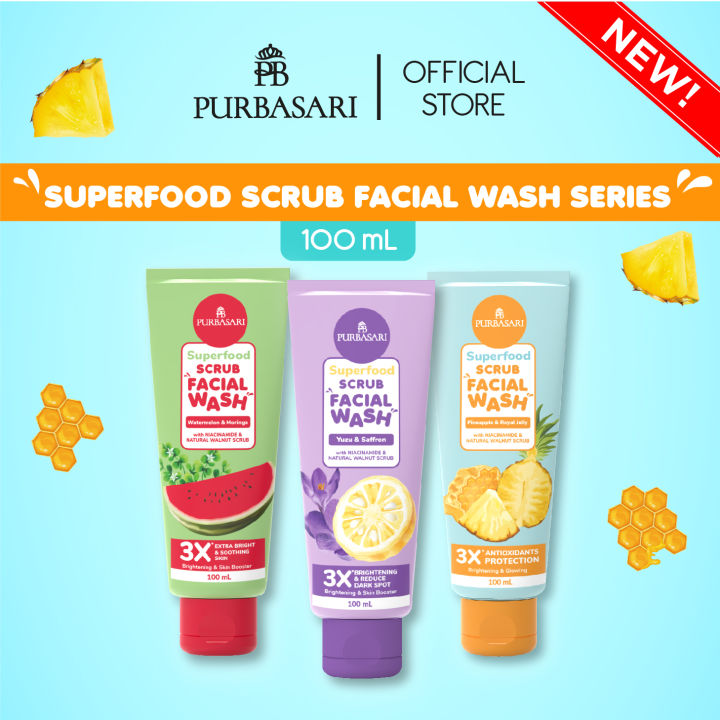 NEW!
PB
PURBASARI
OFFICIAL
STORE
SUPERFOOD SCRUB FACIAL WASH SERIES
100 mL
PB
PURBASARI
Superfood
SCRUB
FACIAL
WASH
Watermelon & Moringa
with NIACINAMIDE &
NATURAL WALNUT SCRUB
3X* EXTRA BRIGHT
& SOOTHING
SKIN
Brightening & Skin Booster
100 mL
PB
PURBASARI
Superfood
SCRUB
FACIAL
WASH
Yuzu & Saffron
with NIACINAMIDE &
NATURAL WALNUT SCRUB
3X* BRIGHTENING
& REDUCE
DARK SPOT
Brightening & Skin Booster
100 mL
PB
PURBASARI
Superfood
SCRUB
FACIAL
WASH
Pineapple & Royal Jelly
with NIACINAMIDE &
NATURAL WALNUT SCRUB
3X* ANTIOXIDANTS
PROTECTION
Brightening & Glowing
100 mL